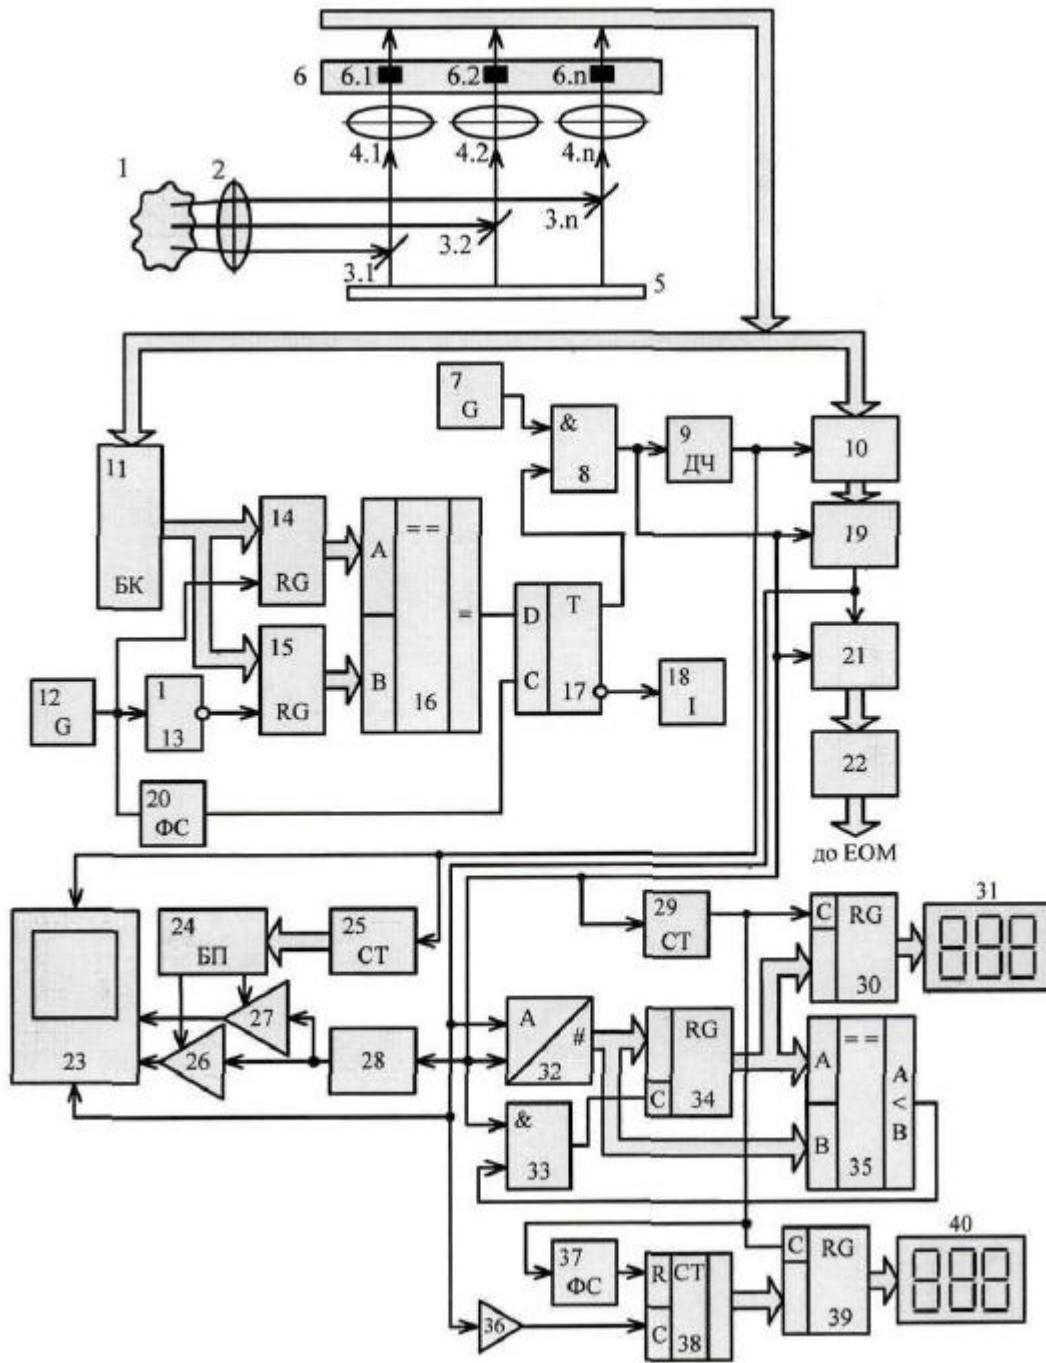 6 6.1 6.2 6.n
4.1 4.2 4.n
1 2
3.1 3.2 3.n
5
7
G
&
8
9
ДЧ
10
11
БК
14
RG
A
==
=
B
16
15
RG
D T
C 17
18
I
19
21
22
до ЕОМ
12
G
1
13
20
ФС
23
24
БП
25
СТ
27
26
28
29
СТ
C RG
30
31
A
#
32
RG
C 34
&
33
A == A
<
B B
35
36
37
ФС
R СТ
C 38
C RG
39
40